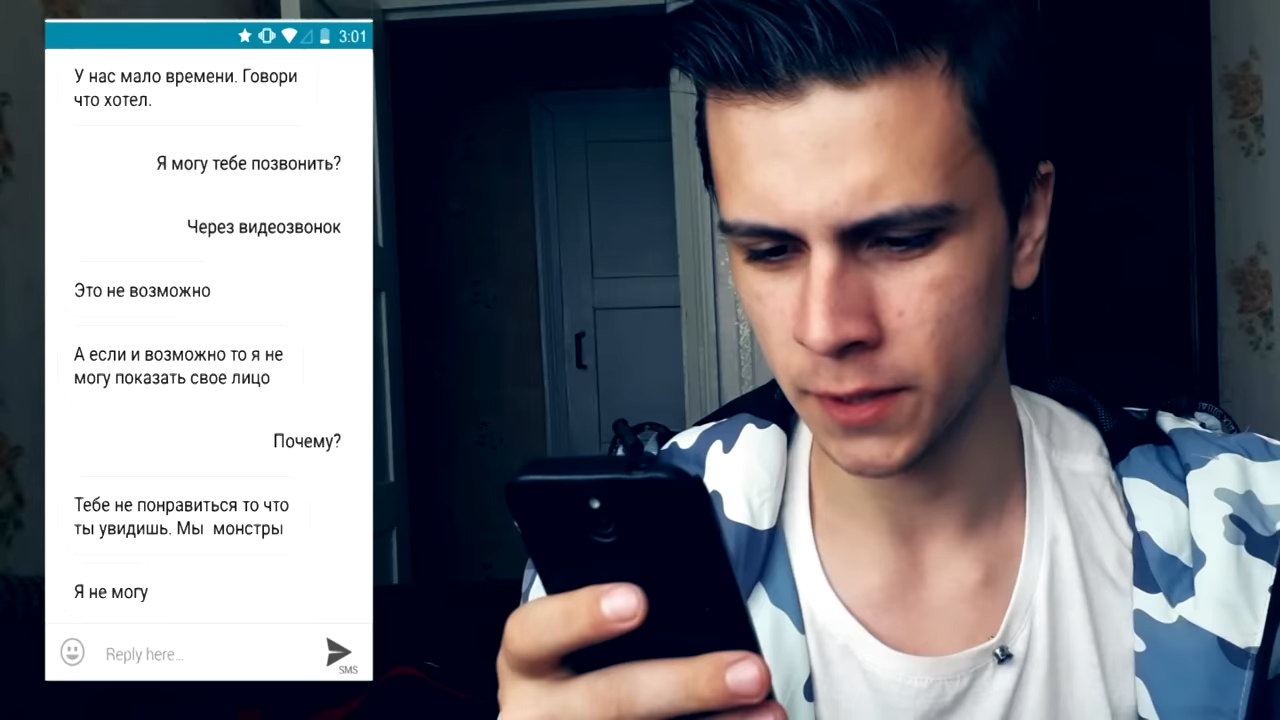 3:01
У нас мало времени. Говори
что хотел.
Я могу тебе позвонить?
Через видеозвонок
Это не возможно
А если и возможно то я не
могу показать свое лицо
Почему?
Тебе не понравиться то что
ты увидишь. Мы монстры
Я не могу
Reply here...
SMS